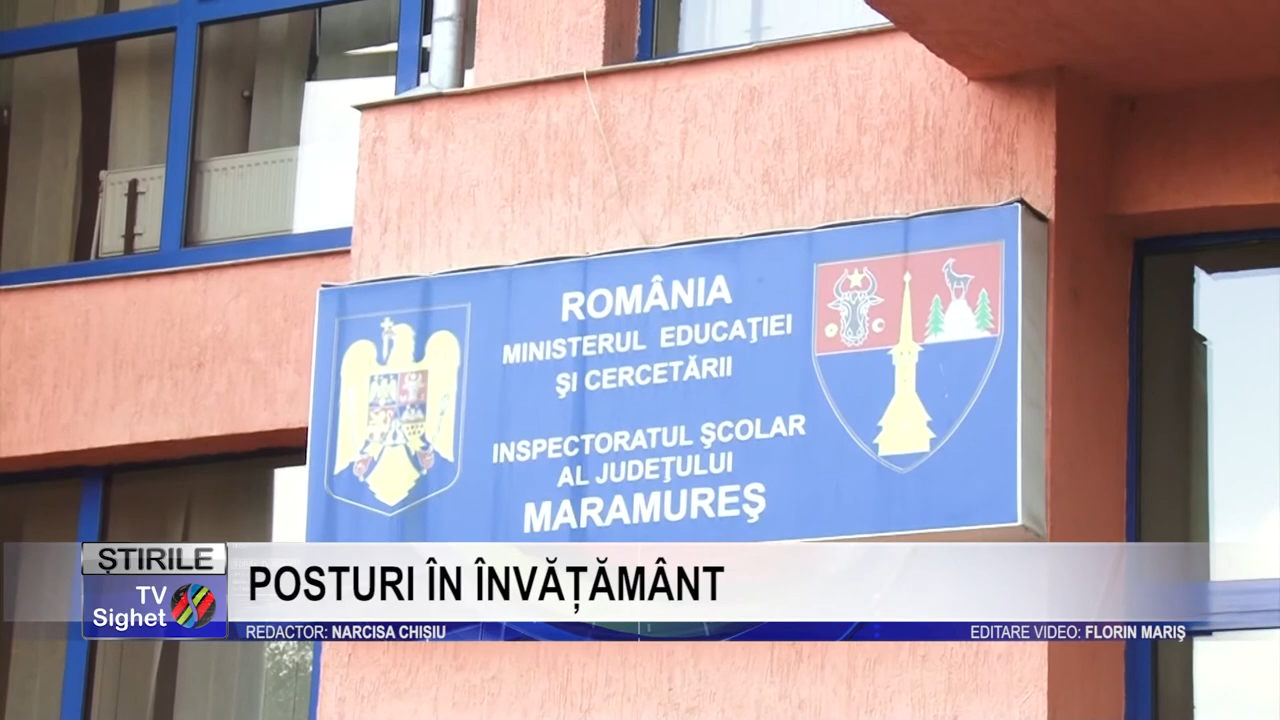 ROMÂNIA
MINISTERUL EDUCAŢIEI
ŞI CERCETĂRII
INSPECTORATUL ŞCOLAR
AL JUDEŢULUI
MARAMUREŞ
ȘTIRILE
TV
Sighet
POSTURI ÎN ÎNVĂȚĂMÂNT
REDACTOR: NARCISA CHIȘIU
EDITARE VIDEO: FLORIN MARIȘ